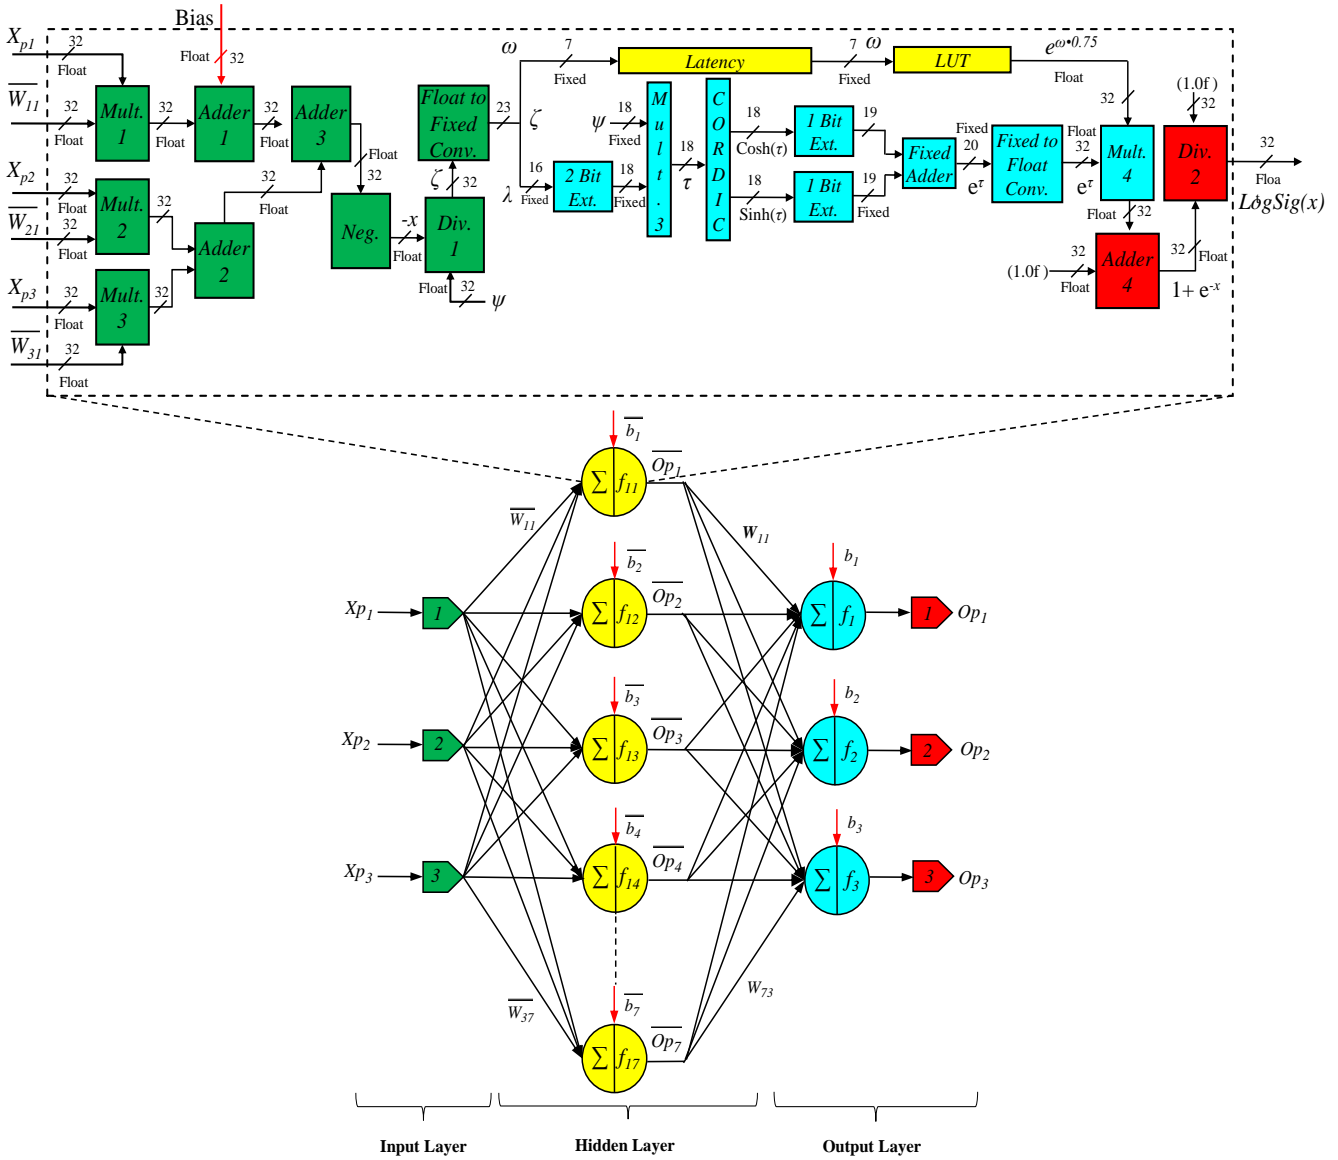 Bias
X_p1
32
Float
W_11
32
Float
Mult. 1
32
Float
Float
32
Adder 1
32
Float
Adder 3
X_p2
32
Float
W_21
32
Float
Mult. 2
32
Adder 2
32
Float
X_p3
32
Float
Mult. 3
32
W_31
32
Float
Float
32
Neg.
-x
Float
Div. 1
Float
32
ψ
ζ
32
Float to Fixed Conv.
23
ζ
ω
7
Fixed
Latency
7
Fixed
ω
LUT
e^ω•0.75
Float
32
λ
16
Fixed
2 Bit Ext.
18
Fixed
ψ
18
Fixed
Mult.3
18
τ
CORDIC
18
Cosh(τ)
1 Bit Ext.
19
18
Sinh(τ)
1 Bit Ext.
19
Fixed
Fixed Adder
Fixed
20
e^τ
Fixed to Float Conv.
Float
32
e^τ
Mult. 4
Float
32
(1.0f)
32
Float
Adder 4
32
Float
1+ e^-x
(1.0f)
32
Div. 2
32
Floa
LogSig(x)
b_1
∑ f_11
Op_1
W_11
W_11
b_2
∑ f_12
Op_2
b_1
∑ f_1
1 Op_1
Xp_1 1
b_3
∑ f_13
Op_3
b_2
∑ f_2
2 Op_2
Xp_2 2
b_4
∑ f_14
Op_4
b_3
∑ f_3
3 Op_3
Xp_3 3
W_37
b_7
∑ f_17
Op_7
W_73
Input Layer
Hidden Layer
Output Layer